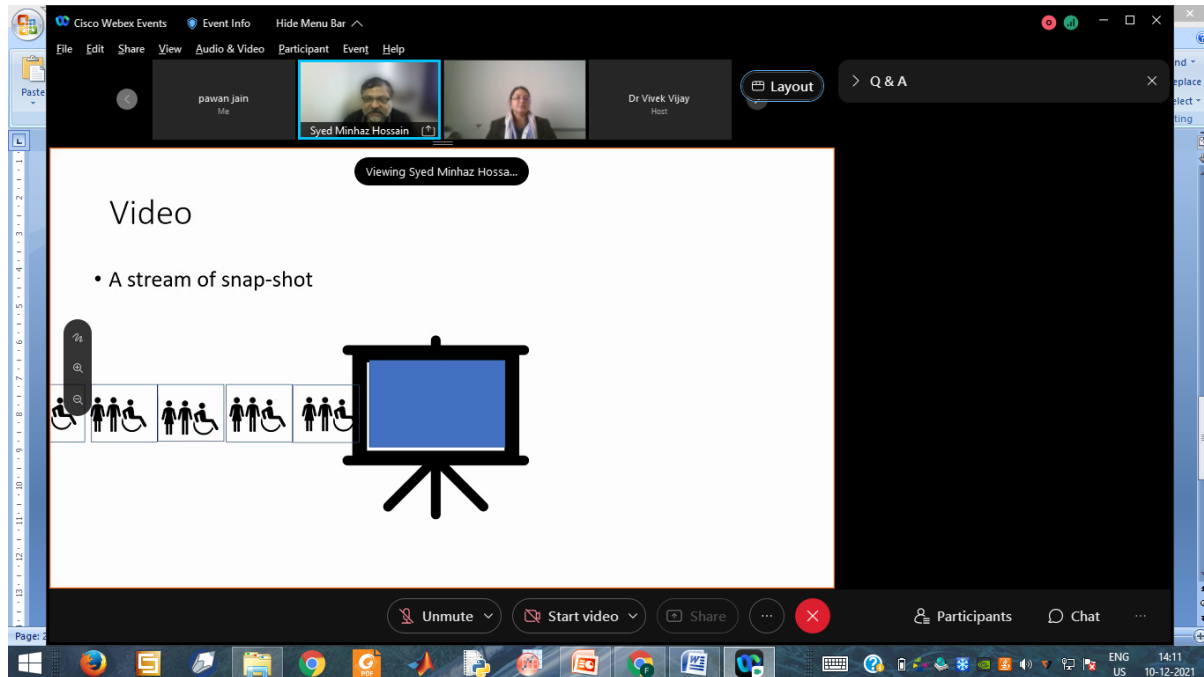 Cisco Webex Events Event Info Hide Menu Bar
File Edit Share View Audio & Video Participant Event Help
Paste
pawan jain
Me
Syed Minhaz Hossain
Dr Vivek Vijay
Host
Layout
Q & A
Viewing Syed Minhaz Hossa...
Video
• A stream of snap-shot
Unmute Start video Share ... Participants Chat ...
Page: 2
ENG 14:11
US 10-12-2021